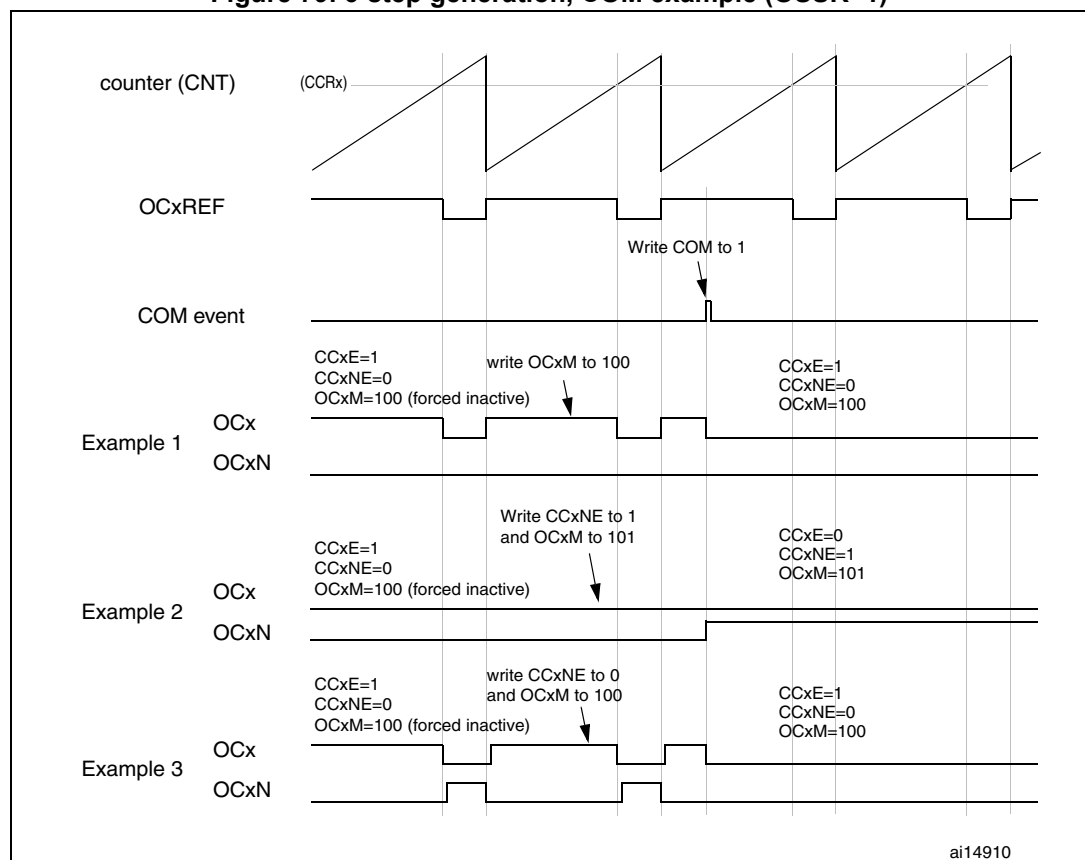 counter (CNT)
(CCRx)
OCxREF
Write COM to 1
COM event
CCxE=1
CCxNE=0
OCxM=100 (forced inactive)
write OCxM to 100
CCxE=1
CCxNE=0
OCxM=100
Example 1
OCx
OCxN
Write CCxNE to 1
and OCxM to 101
CCxE=1
CCxNE=0
OCxM=100 (forced inactive)
CCxE=0
CCxNE=1
OCxM=101
Example 2
OCx
OCxN
write CCxNE to 0
and OCxM to 100
CCxE=1
CCxNE=0
OCxM=100 (forced inactive)
CCxE=1
CCxNE=0
OCxM=100
Example 3
OCx
OCxN
ai14910